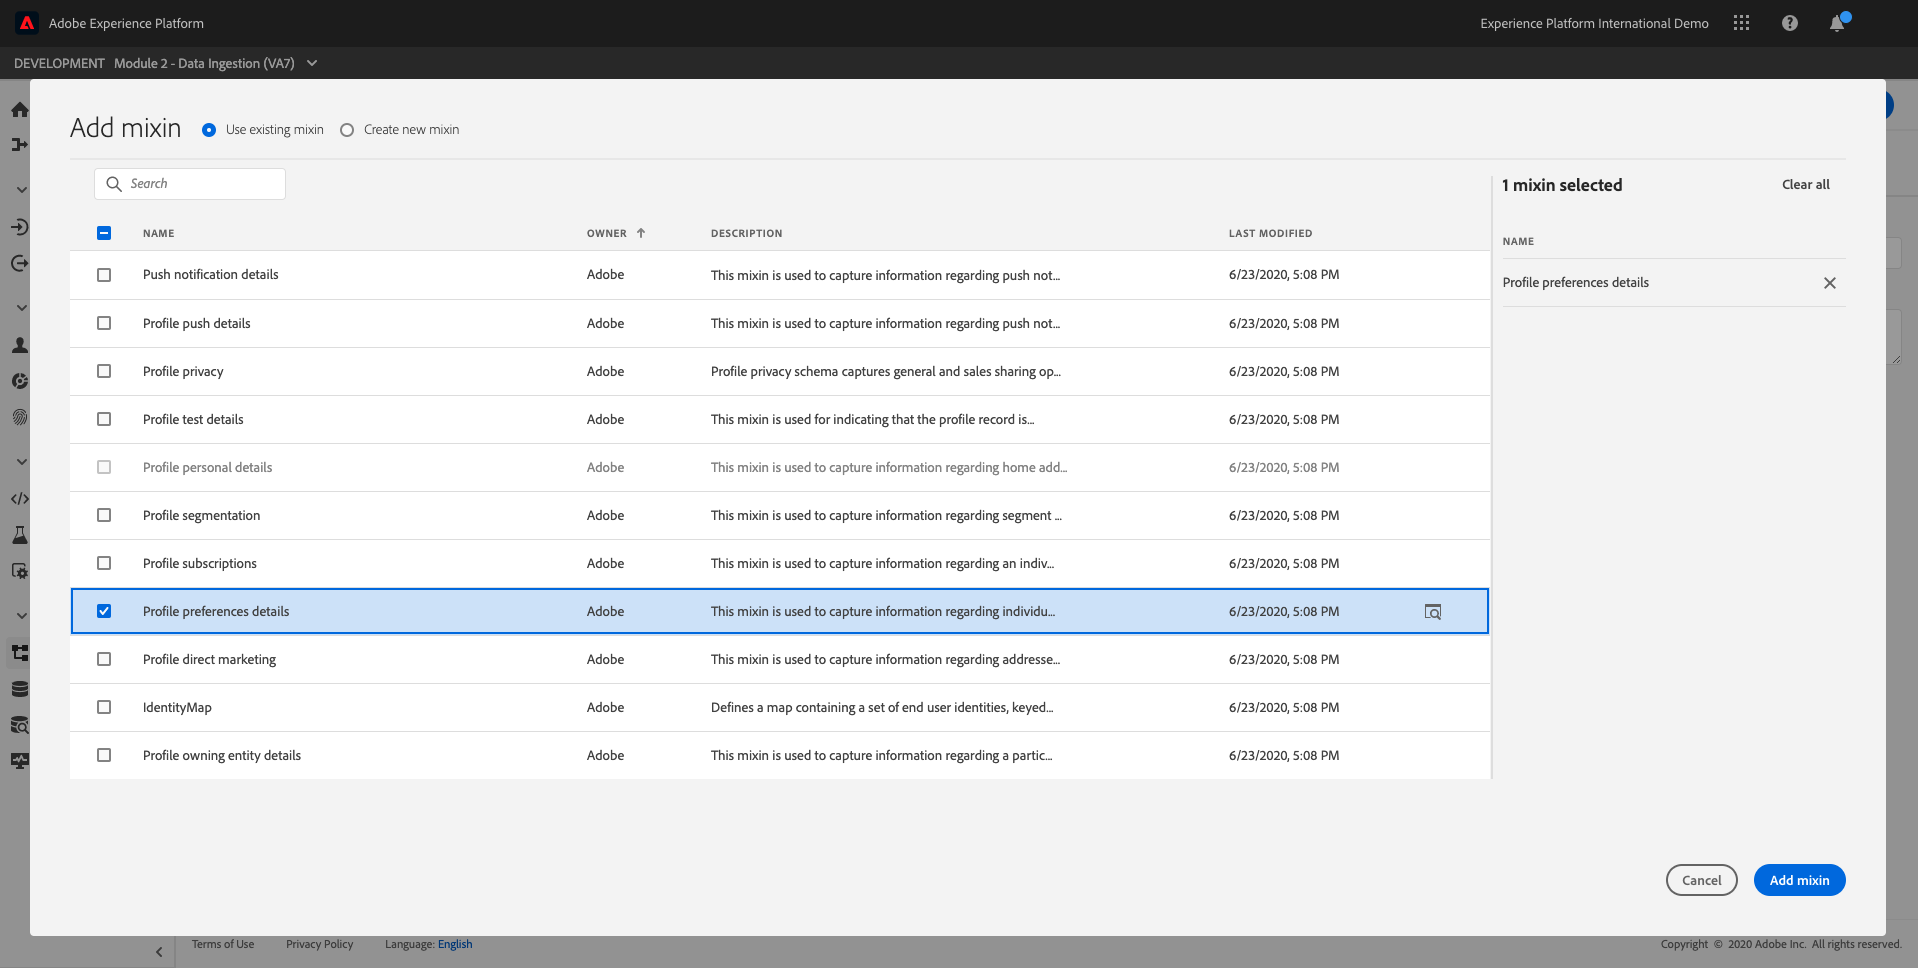 Adobe Experience Platform
Experience Platform International Demo
DEVELOPMENT Module 2 - Data Ingestion (VA7)
Add mixin
Use existing mixin
Create new mixin
Search
1 mixin selected
Clear all
NAME OWNER DESCRIPTION LAST MODIFIED
NAME
Push notification details Adobe This mixin is used to capture information regarding push not... 6/23/2020, 5:08 PM
Profile preferences details
Profile push details Adobe This mixin is used to capture information regarding push not... 6/23/2020, 5:08 PM
Profile privacy Adobe Profile privacy schema captures general and sales sharing op... 6/23/2020, 5:08 PM
Profile test details Adobe This mixin is used for indicating that the profile record is... 6/23/2020, 5:08 PM
Profile personal details Adobe This mixin is used to capture information regarding home add... 6/23/2020, 5:08 PM
Profile segmentation Adobe This mixin is used to capture information regarding segment ... 6/23/2020, 5:08 PM
Profile subscriptions Adobe This mixin is used to capture information regarding an indiv... 6/23/2020, 5:08 PM
Profile preferences details Adobe This mixin is used to capture information regarding individu... 6/23/2020, 5:08 PM
Profile direct marketing Adobe This mixin is used to capture information regarding addresse... 6/23/2020, 5:08 PM
IdentityMap Adobe Defines a map containing a set of end user identities, keyed... 6/23/2020, 5:08 PM
Profile owning entity details Adobe This mixin is used to capture information regarding a partic... 6/23/2020, 5:08 PM
Cancel
Add mixin
Terms of Use Privacy Policy Language: English
Copyright © 2020 Adobe Inc. All rights reserved.